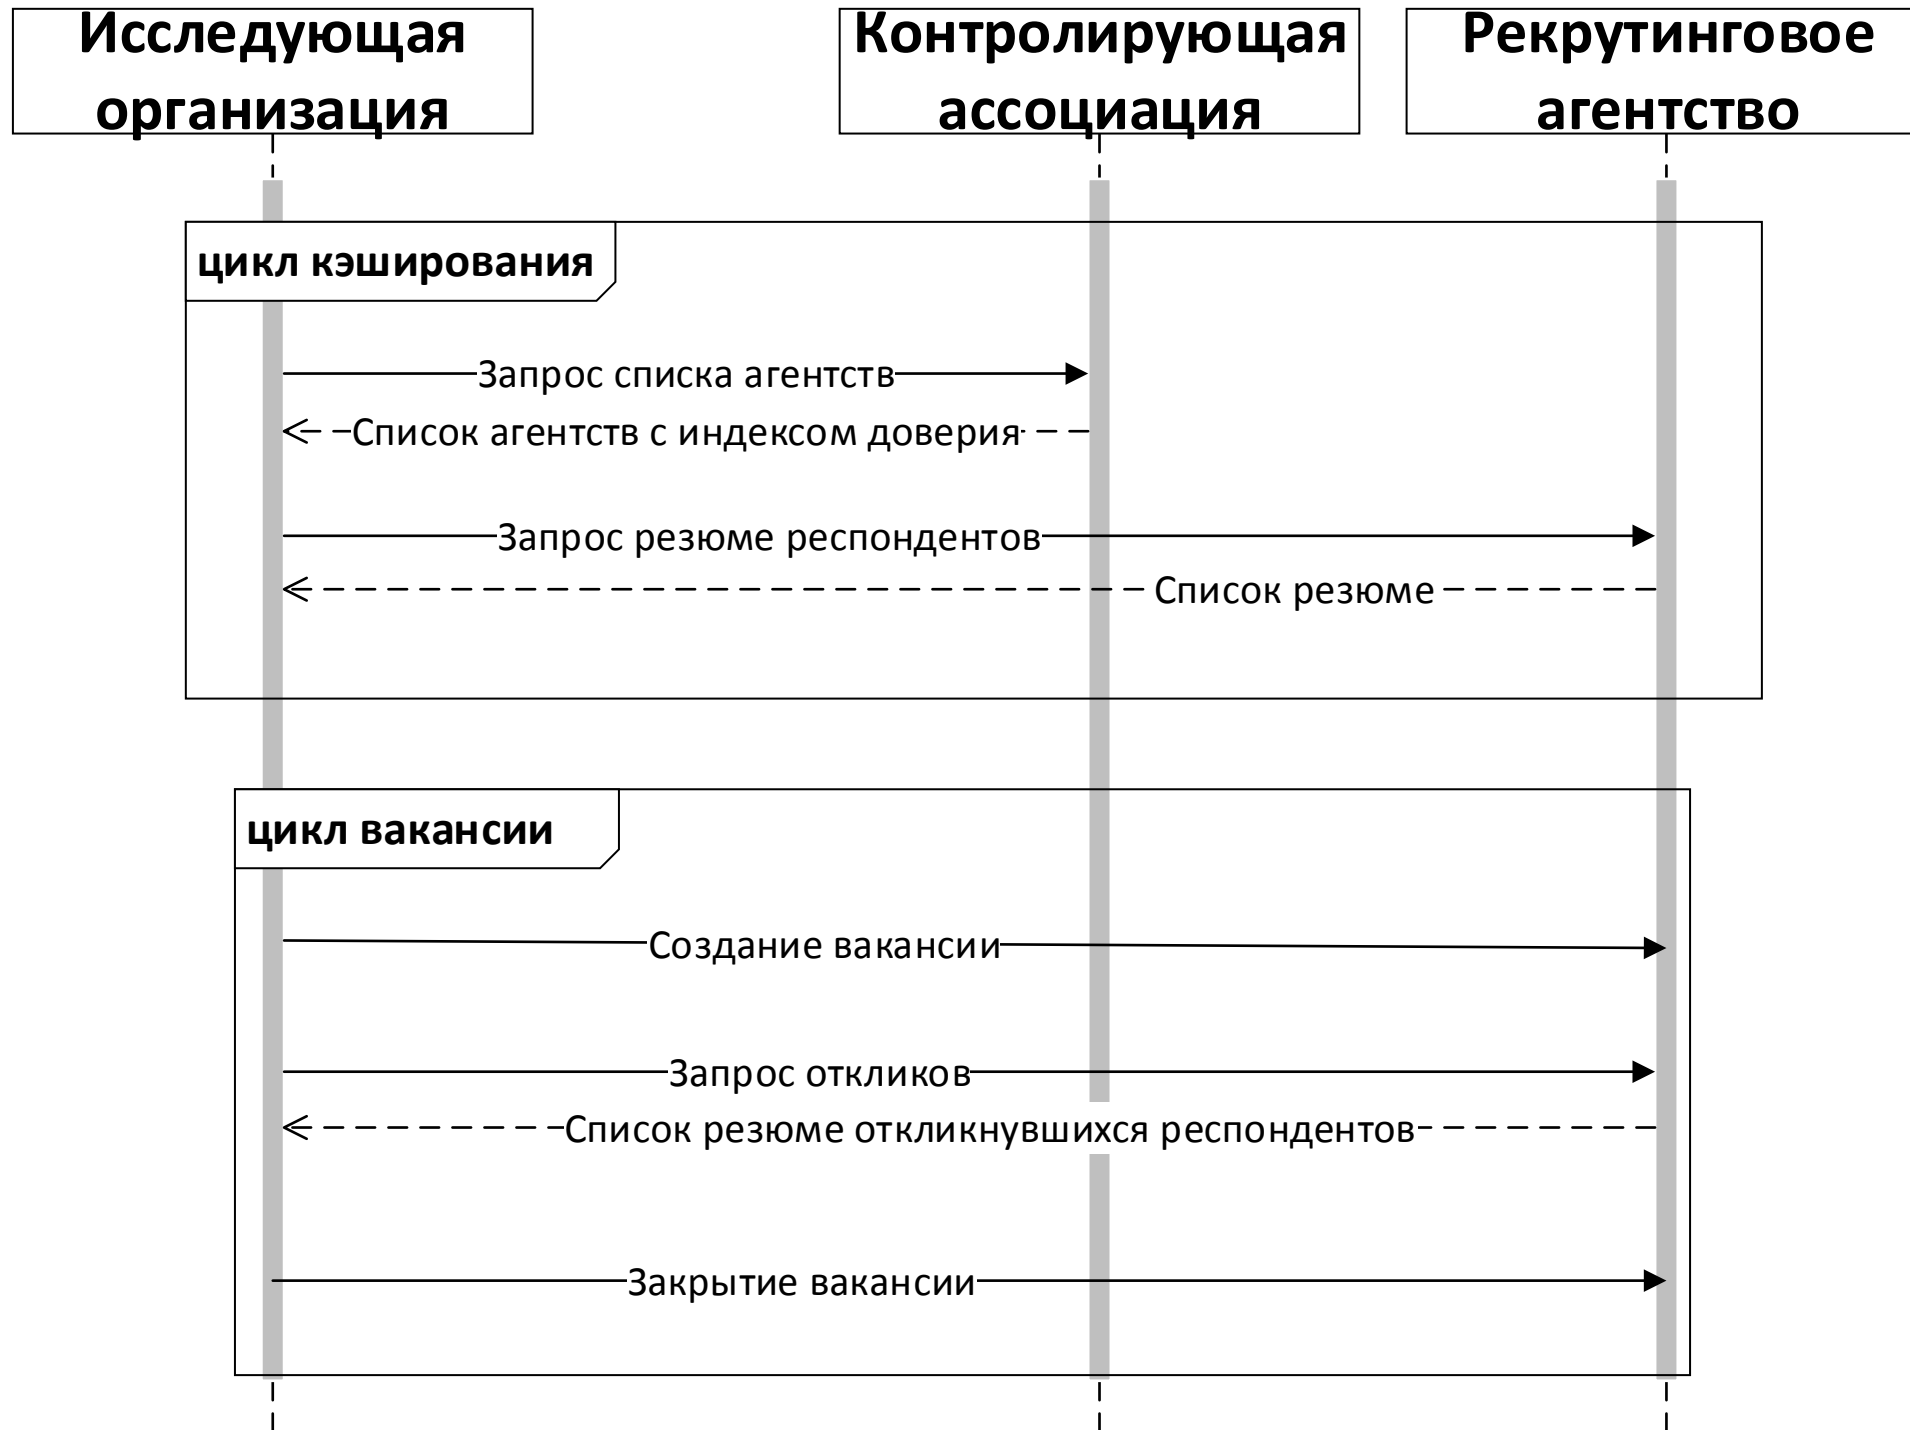 Исследующая
организация
Контролирующая
ассоциация
Рекрутинговое
агентство
цикл кэширования
Запрос списка агентств
Список агентств с индексом доверия
Запрос резюме респондентов
Список резюме
цикл вакансии
Создание вакансии
Запрос откликов
Список резюме откликнувшихся респондентов
Закрытие вакансии